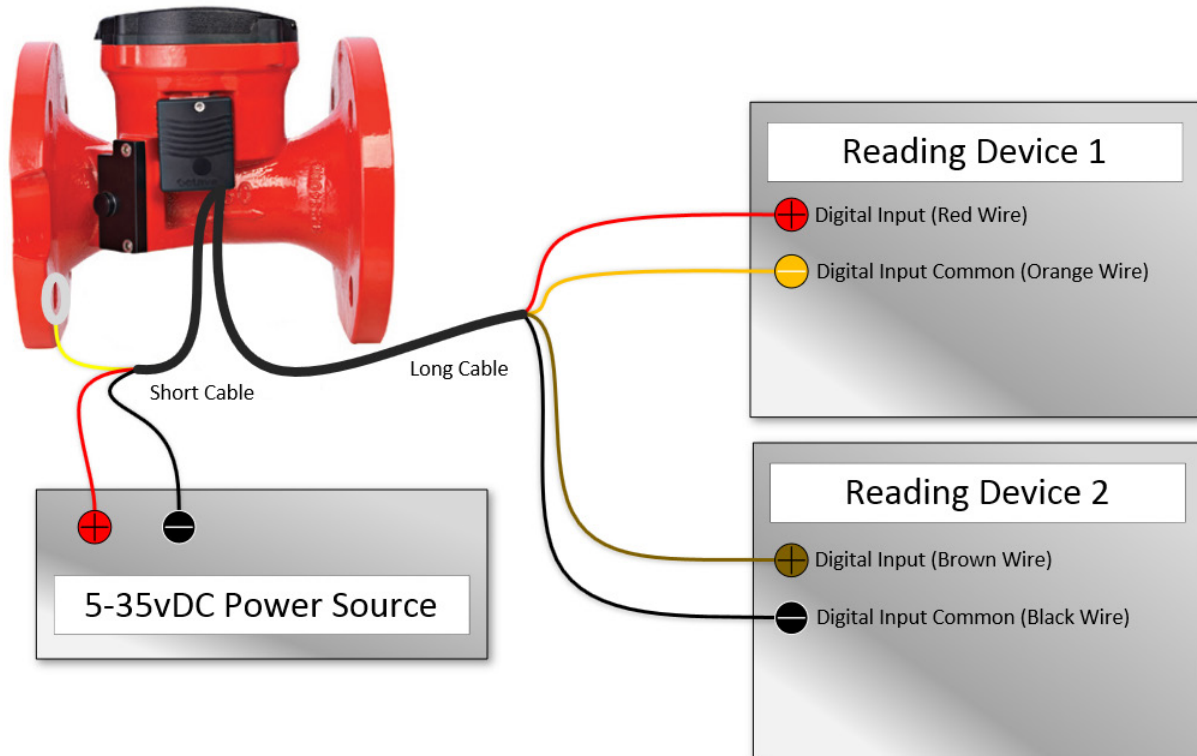 Reading Device 1
Digital Input (Red Wire)
Digital Input Common (Orange Wire)
Long Cable
Short Cable
Reading Device 2
Digital Input (Brown Wire)
Digital Input Common (Black Wire)
5-35vDC Power Source